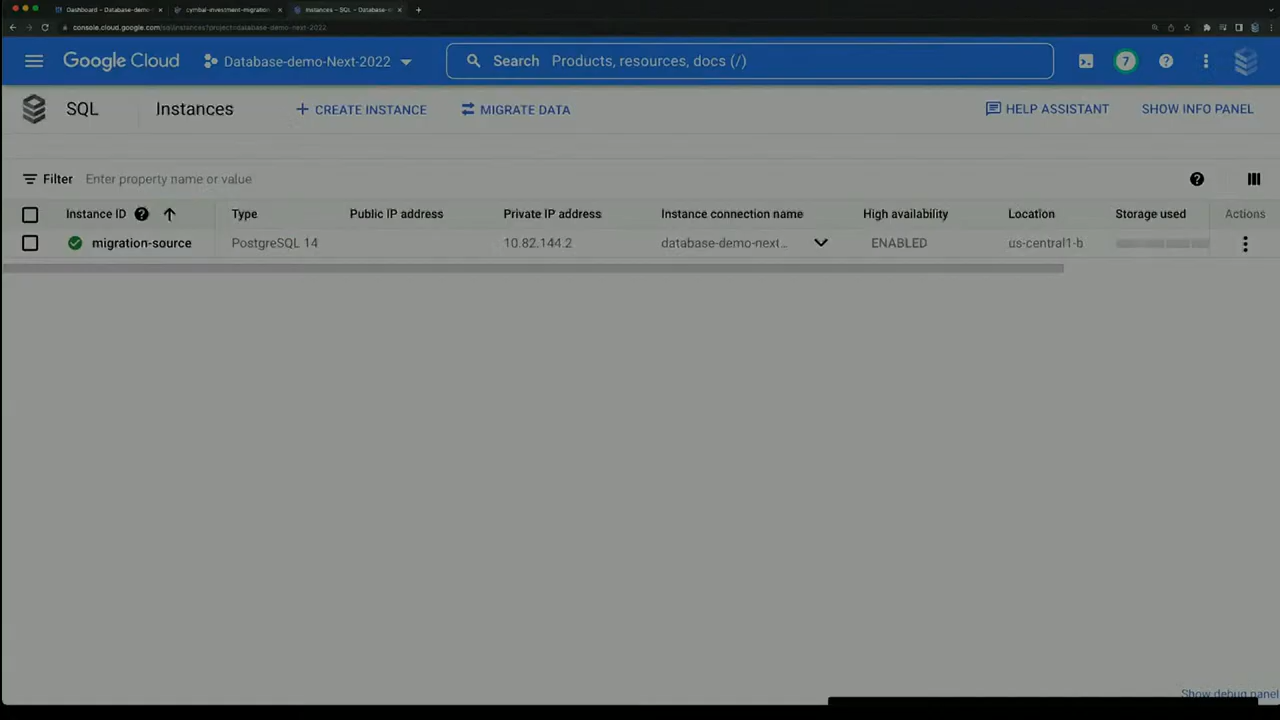 Dashboard – Database-demo
cymbal-investment-migration
Instances – SQL – Database-
console.cloud.google.com/sql/instances?project=database-demo-next-2022
Google Cloud
Database-demo-Next-2022
Search Products, resources, docs (/)
7
SQL
Instances
CREATE INSTANCE
MIGRATE DATA
HELP ASSISTANT
SHOW INFO PANEL
Filter Enter property name or value
Instance ID Type Public IP address Private IP address Instance connection name High availability Location Storage used Actions
migration-source PostgreSQL 14 10.82.144.2 database-demo-next… ENABLED us-central1-b
Show debug panel